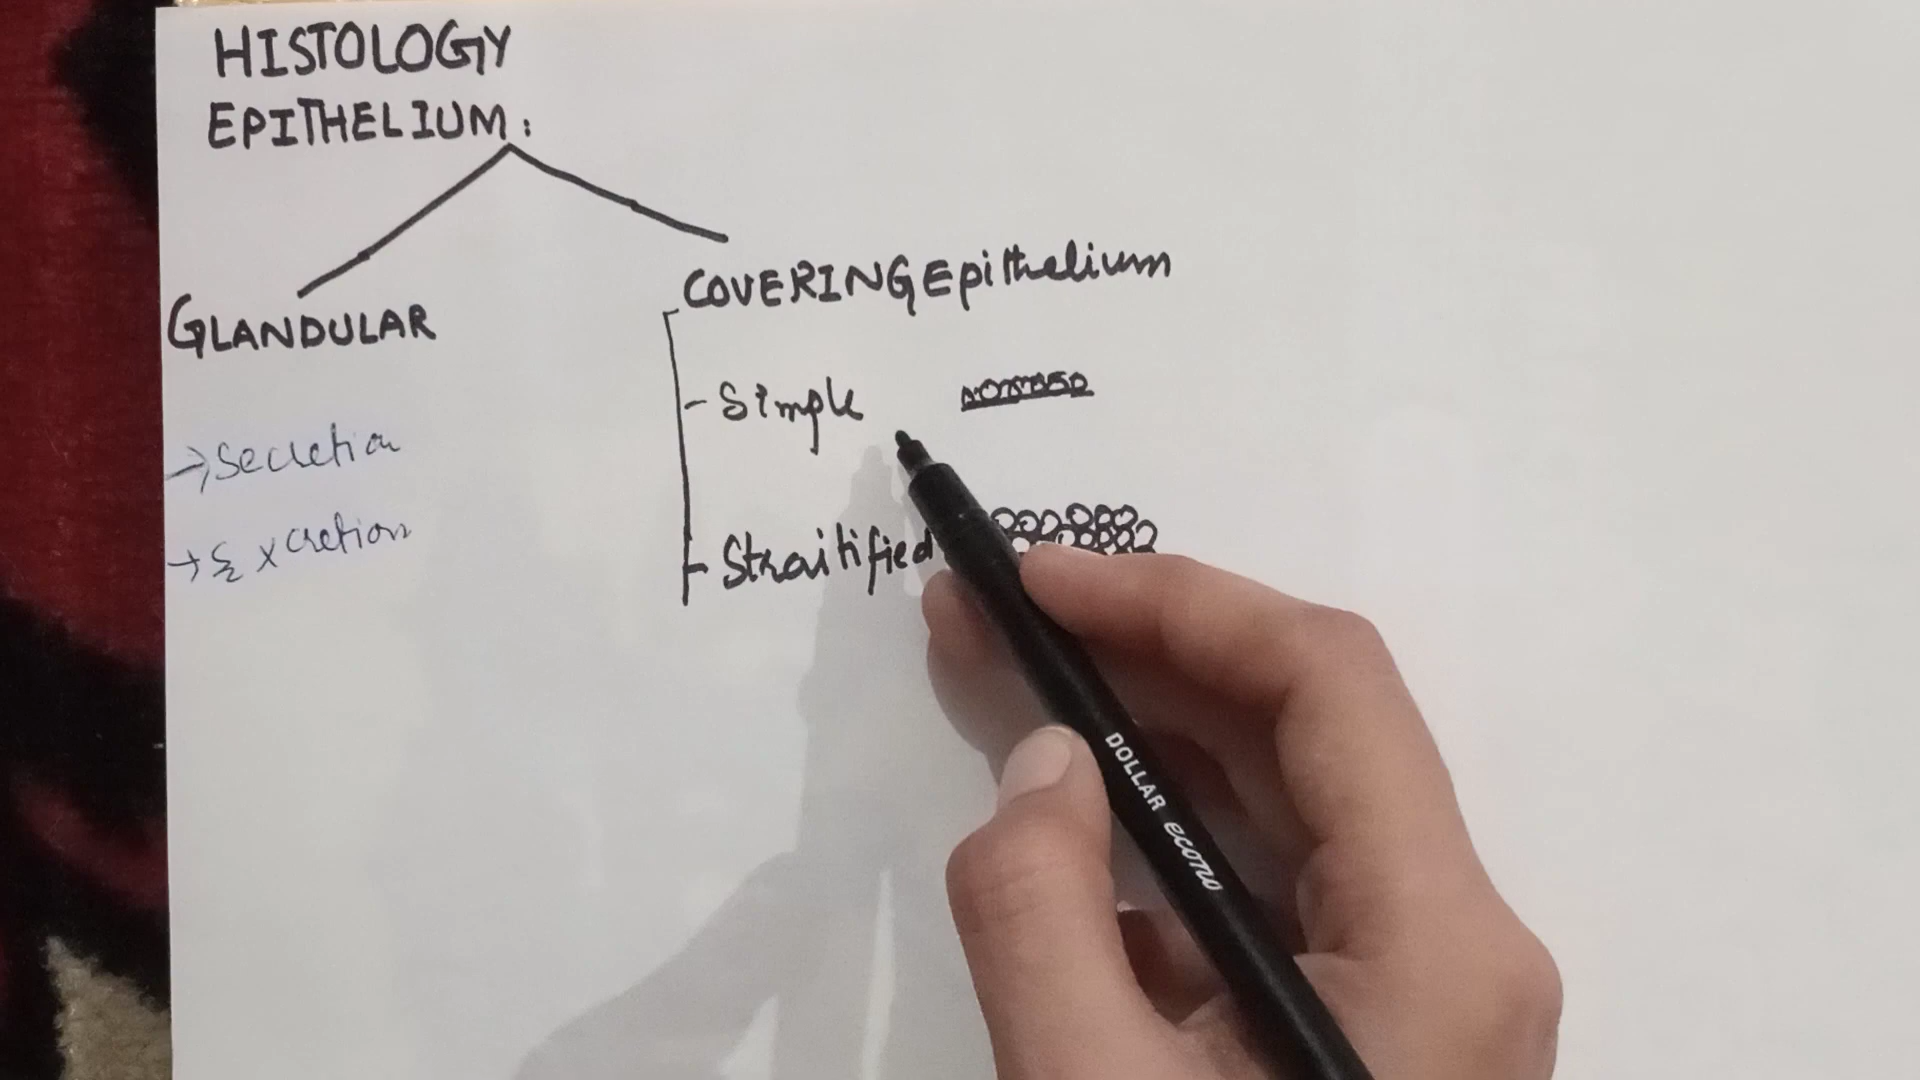 HISTOLOGY
EPITHELIUM:
GLANDULAR
→ Secretion
→ Excretion
COVERING Epithelium
- Simple
- Straitified
DOLLAR econo